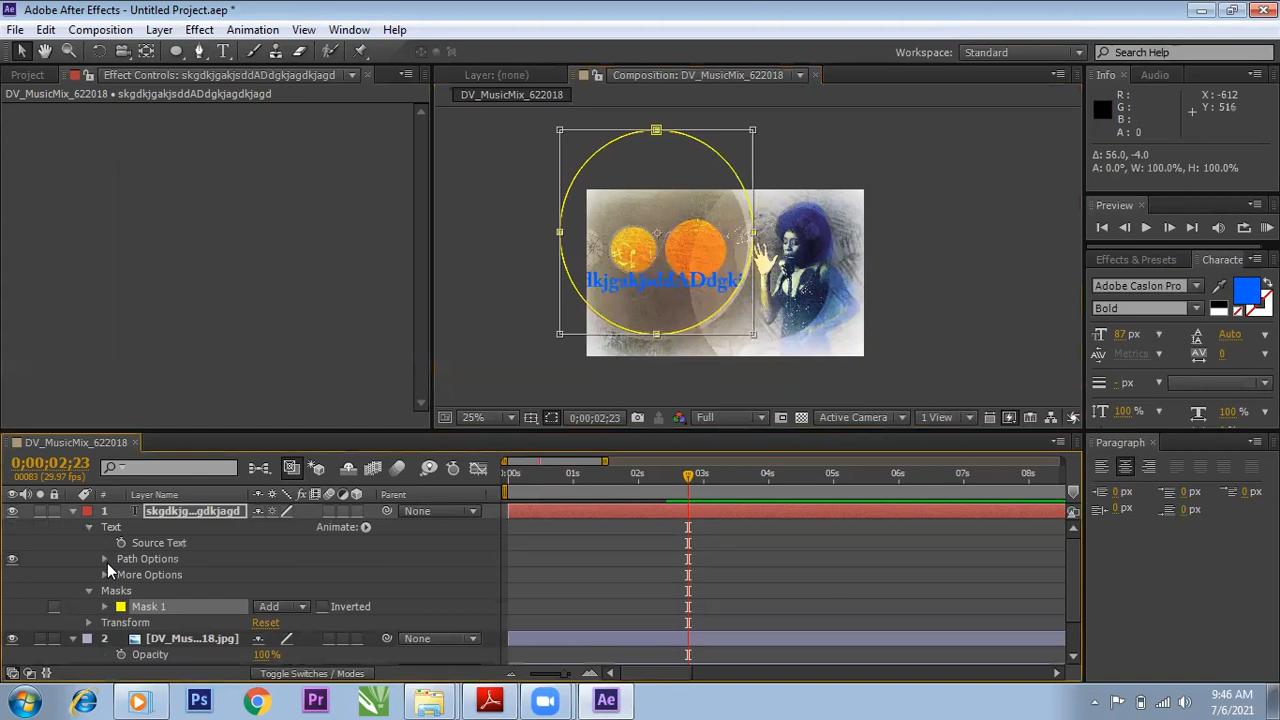 Adobe After Effects - Untitled Project.aep *
File Edit Composition Layer Effect Animation View Window Help
Workspace: Standard Search Help
Project Effect Controls: skgdkjgakjsddADdgkjagdkjagd Layer: (none) Composition: DV_MusicMix_622018 Info Audio
DV_MusicMix_622018 • skgdkjgakjsddADdgkjagdkjagd DV_MusicMix_622018
R: X: -612
G: Y: 516
B:
A: 0
Δ: 56.0, -4.0
A: 0.0°, W: 100.0%, H: 100.0%
Preview
Effects & Presets Characte
Adobe Caslon Pro
Bold
87 px Auto
Metrics 0
- px
100 % 100 %
dkjgakjsddADdgkj
25% 0;00;02;23 Full Active Camera 1 View
DV_MusicMix_622018
0;00;02;23
00083 (29.97 fps)
:00s 01s 02s 03s 04s 05s 06s 07s 08s
# Layer Name Parent
1 T skgdkjg...gdkjagd None
Text Animate:
Source Text
Path Options
More Options
Masks
Mask 1 Add Inverted
Transform Reset
2 [DV_Mus...18.jpg] None
Opacity 100%
Toggle Switches / Modes
Paragraph
0 px 0 px 0 px
0 px 0 px
Ps Pr Ae
9:46 AM
7/6/2021